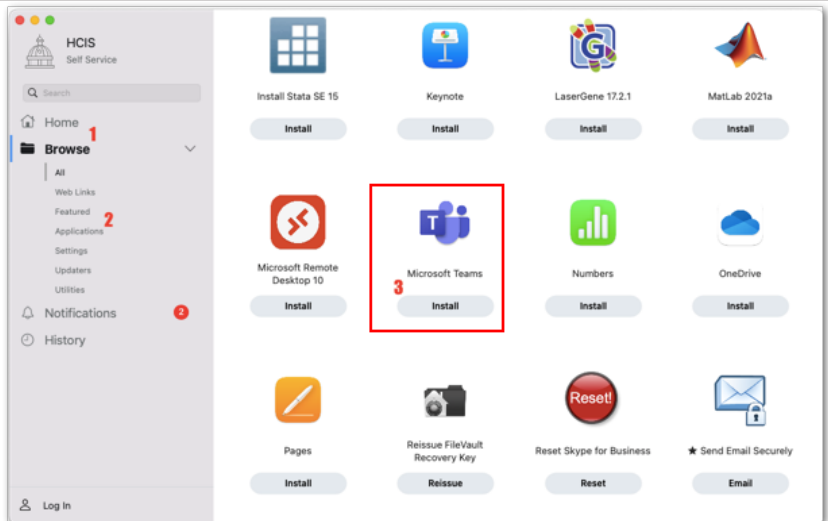 HCIS
Self Service
Search
Home
1
Browse
All
Web Links
Featured
2
Applications
Settings
Updaters
Utilities
Notifications
2
History
Log In
Install Stata SE 15
Keynote
LaserGene 17.2.1
MatLab 2021a
Install
Install
Install
Install
G
T
Microsoft Remote
Desktop 10
Microsoft Teams
Numbers
OneDrive
3
Install
Install
Install
Install
Reset!
Pages
Reissue FileVault
Recovery Key
Reset Skype for Business
★ Send Email Securely
Install
Reissue
Reset
Email